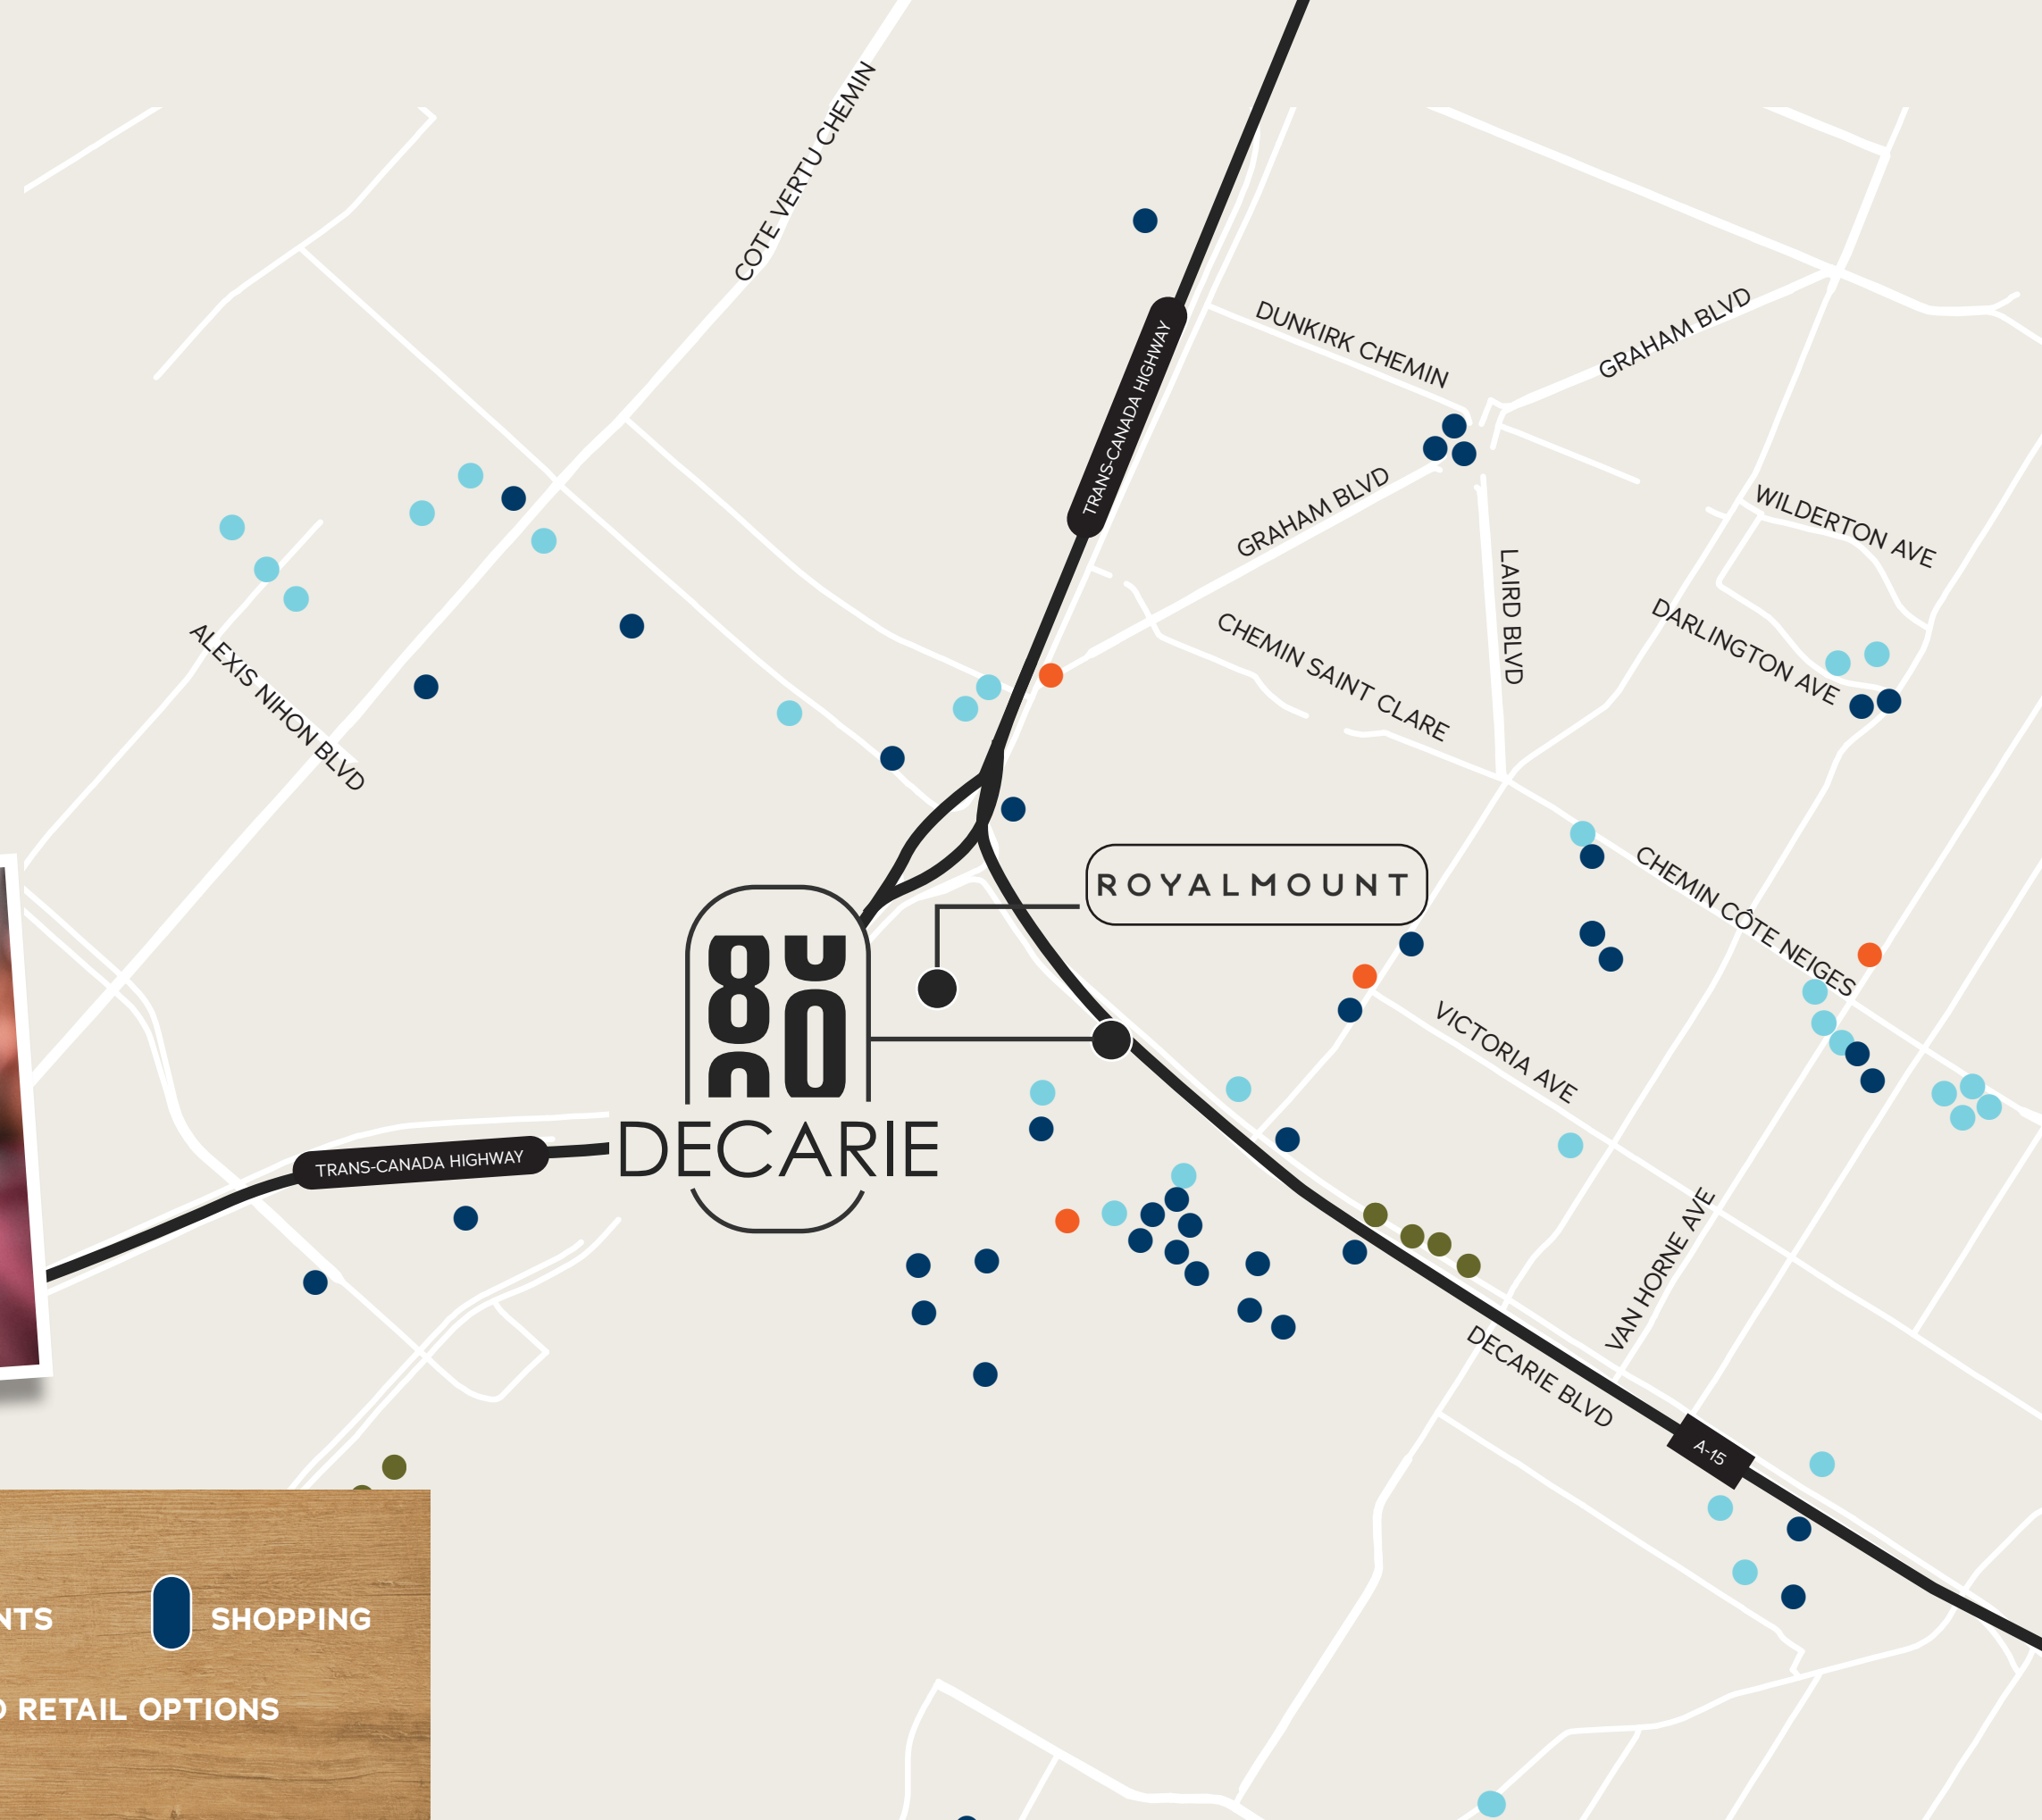 COTE VERTU CHEMIN
TRANS-CANADA HIGHWAY
DUNKIRK CHEMIN
GRAHAM BLVD
GRAHAM BLVD
WILDERTON AVE
LAIRD BLVD
DARLINGTON AVE
CHEMIN SAINT CLARE
ALEXIS NIHON BLVD
CHEMIN CÔTE NEIGES
ROYALMOUNT
8000
DECARIE
VICTORIA AVE
TRANS-CANADA HIGHWAY
VAN HORNE AVE
DECARIE BLVD
A-15
NTS
SHOPPING
RETAIL OPTIONS